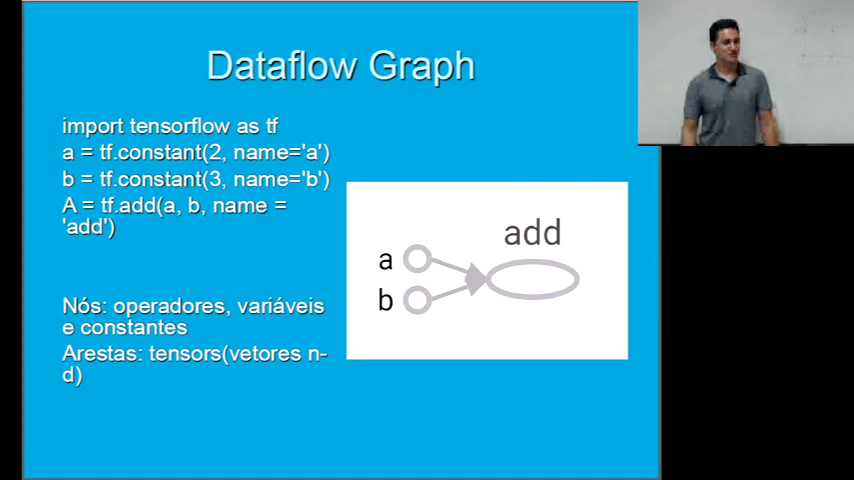 Dataflow Graph
import tensorflow as tf
a = tf.constant(2, name='a')
b = tf.constant(3, name='b')
A = tf.add(a, b, name =
'add')
Nós: operadores, variáveis
e constantes
Arestas: tensors(vetores n-
d)
add
a
b